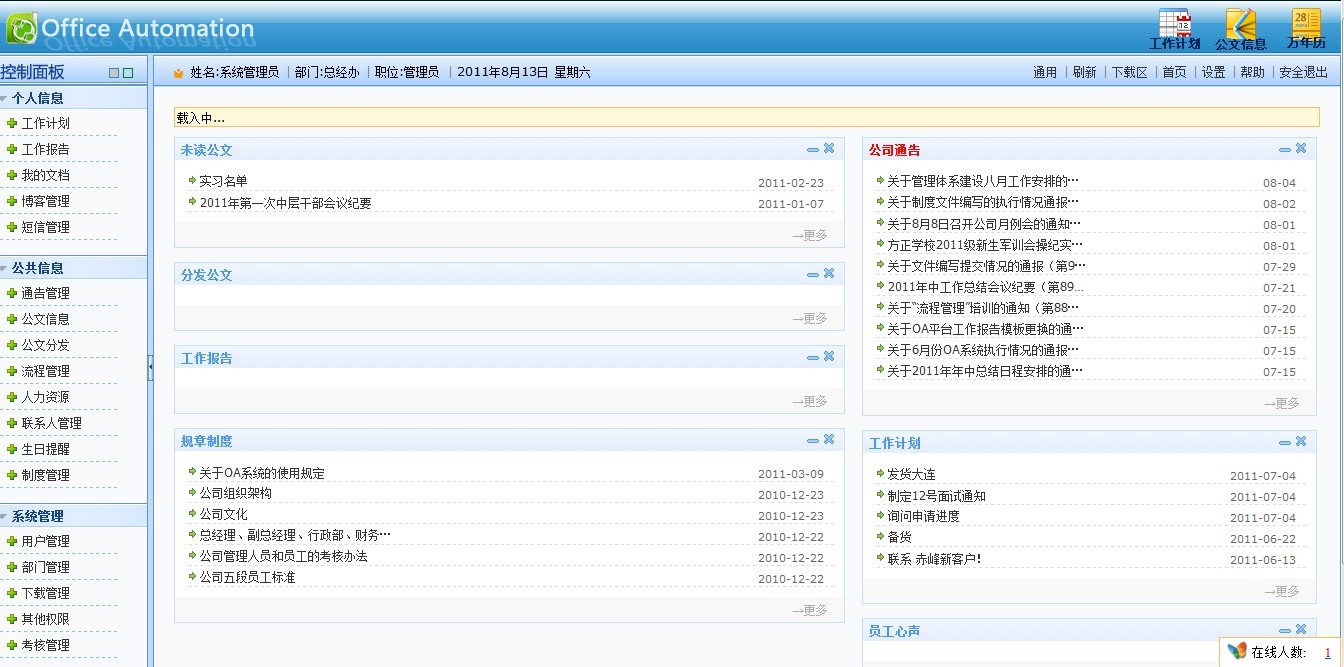 Office Automation
工作计划 公文信息 万年历
控制面板
姓名:系统管理员 | 部门:总经办 | 职位:管理员 | 2011年8月13日 星期六
通用 | 刷新 | 下载区 | 首页 | 设置 | 帮助 | 安全退出
个人信息
工作计划
工作报告
我的文档
博客管理
短信管理
公共信息
通告管理
公文信息
公文分发
流程管理
人力资源
联系人管理
生日提醒
制度管理
系统管理
用户管理
部门管理
下载管理
其他权限
考核管理
载入中...
未读公文
实习名单 2011-02-23
2011年第一次中层干部会议纪要 2011-01-07
→更多
分发公文
→更多
工作报告
→更多
规章制度
关于OA系统的使用规定 2011-03-09
公司组织架构 2010-12-23
公司文化 2010-12-23
总经理、副总经理、行政部、财务… 2010-12-22
公司管理人员和员工的考核办法 2010-12-22
公司五段员工标准 2010-12-22
→更多
公司通告
关于管理体系建设八月工作安排的… 08-04
关于制度文件编写的执行情况通报… 08-02
关于8月8日召开公司月例会的通知… 08-01
方正学校2011级新生军训会操纪实… 08-01
关于文件编写提交情况的通报（第9… 07-29
2011年中工作总结会议纪要（第89... 07-21
关于“流程管理”培训的通知（第88… 07-20
关于OA平台工作报告模板更换的通… 07-15
关于6月份OA系统执行情况的通报… 07-15
关于2011年年中总结日程安排的通… 07-15
→更多
工作计划
发货大连 2011-07-04
制定12号面试通知 2011-07-04
询问申请进度 2011-07-04
备货 2011-06-22
联系 赤峰新客户! 2011-06-13
→更多
员工心声
在线人数: 1